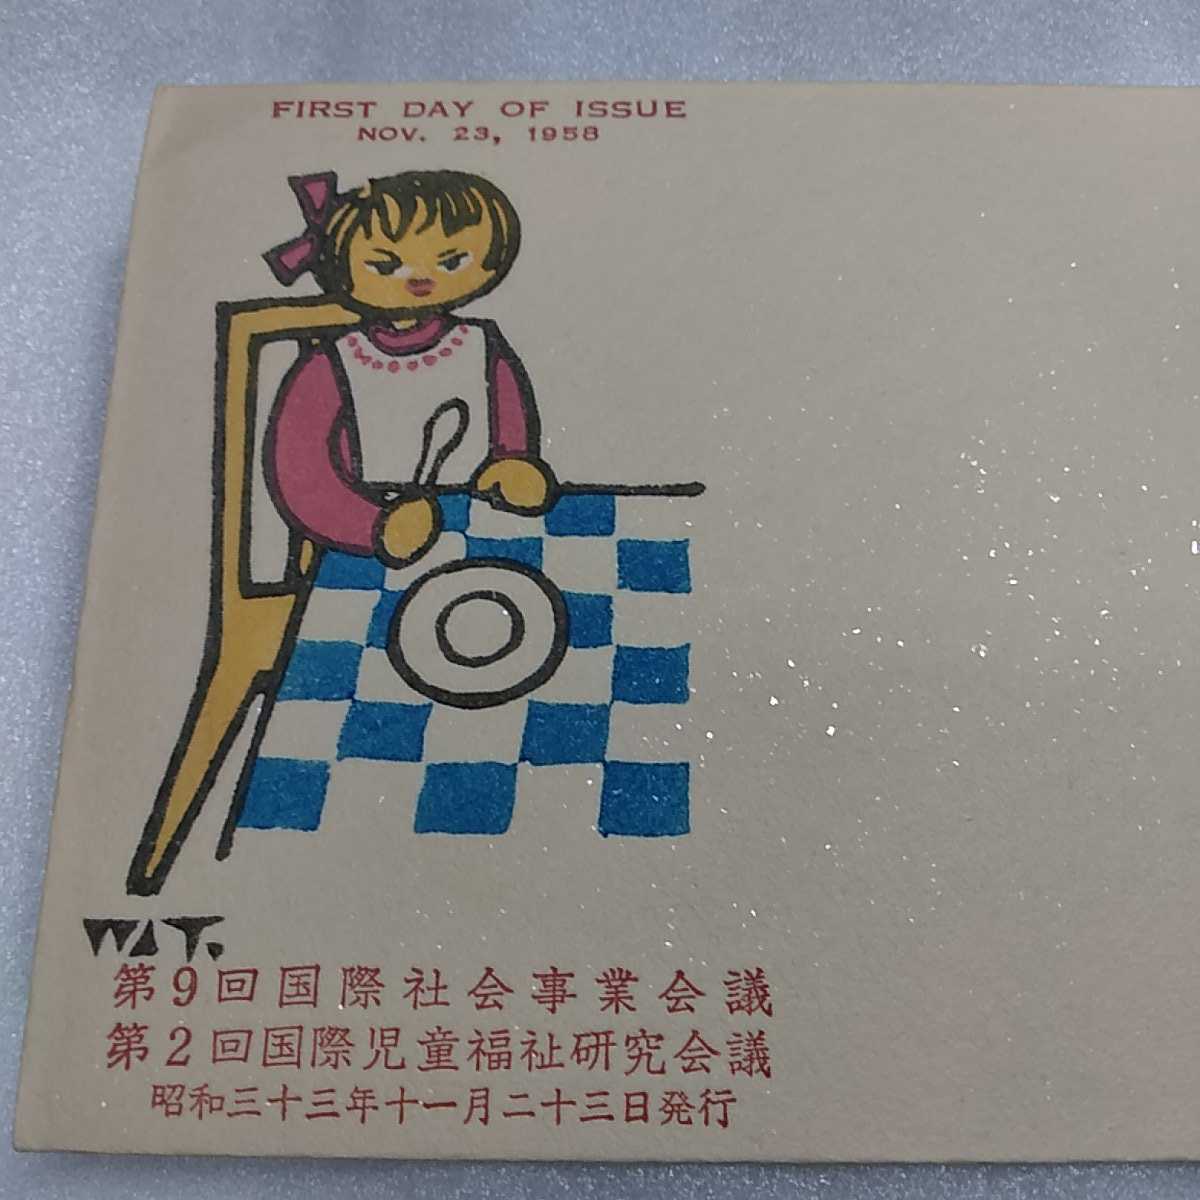 FIRST DAY OF ISSUE
NOV. 23, 1958
WAT.
第9回国際社会事業会議
第2回国際児童福祉研究会議
昭和三十三年十一月二十三日発行